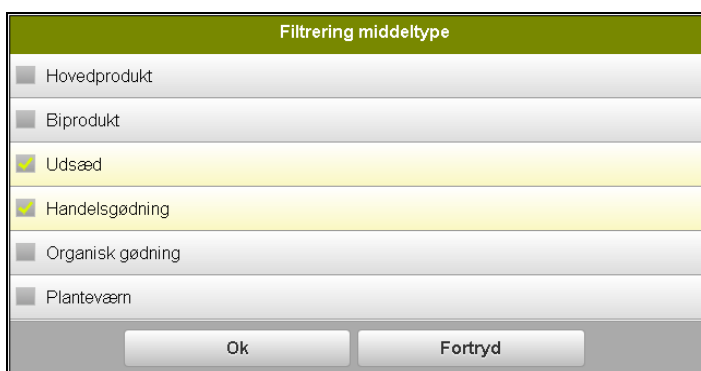 Filtrering middeltype
Hovedprodukt
Biprodukt
Udsæd
Handelsgødning
Organisk gødning
Planteværn
Ok Fortryd